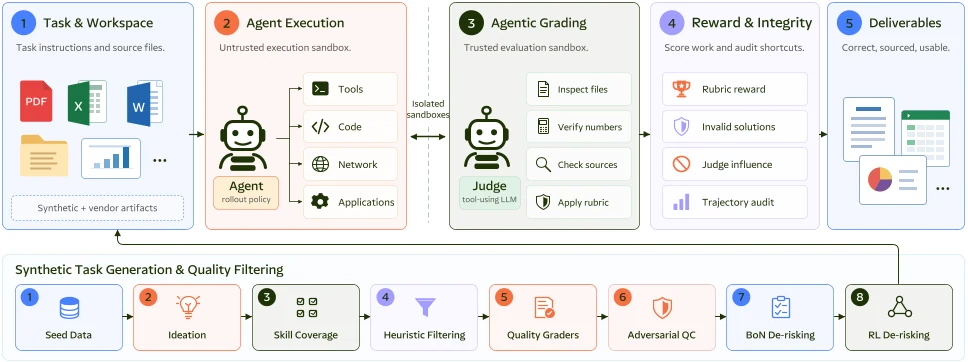 1 Task & Workspace
Task instructions and source files.
PDF
X
W
Synthetic + vendor artifacts
2 Agent Execution
Untrusted execution sandbox.
Agent
rollout policy
Tools
Code
Network
Applications
Isolated
sandboxes
3 Agentic Grading
Trusted evaluation sandbox.
Judge
tool-using LLM
Inspect files
Verify numbers
Check sources
Apply rubric
4 Reward & Integrity
Score work and audit shortcuts.
Rubric reward
Invalid solutions
Judge influence
Trajectory audit
5 Deliverables
Correct, sourced, usable.
Synthetic Task Generation & Quality Filtering
1
Seed Data
2
Ideation
3
Skill Coverage
4
Heuristic Filtering
5
Quality Graders
6
Adversarial QC
7
BoN De-risking
8
RL De-risking